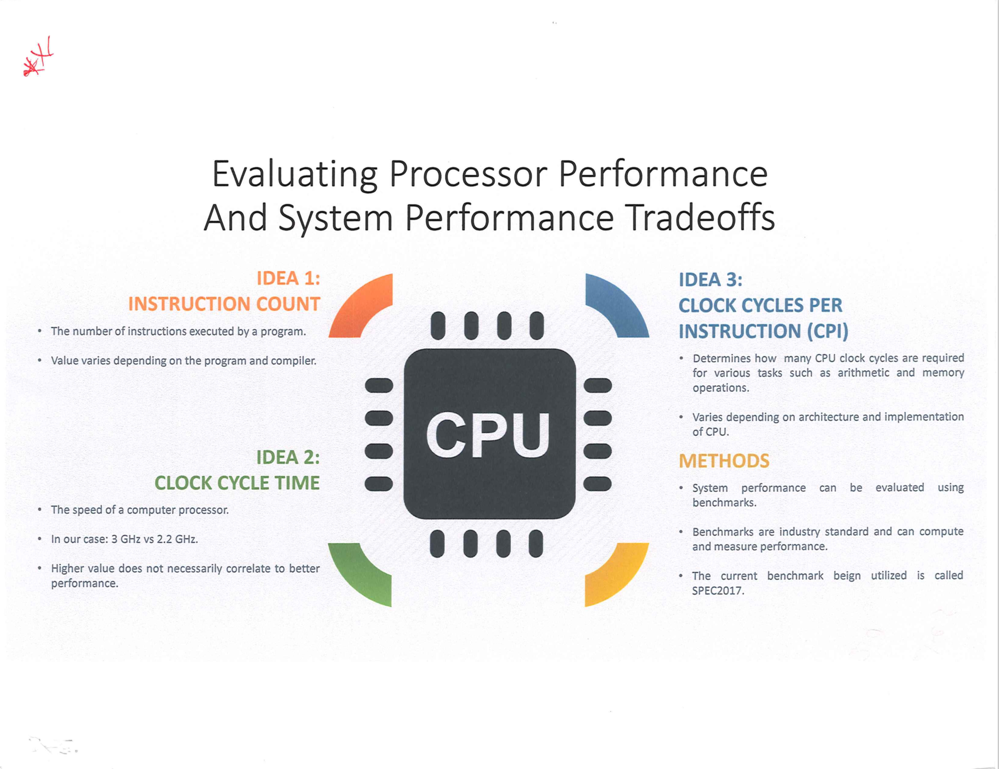 Evaluating Processor Performance
And System Performance Tradeoffs
IDEA 1:
INSTRUCTION COUNT
• The number of instructions executed by a program.
• Value varies depending on the program and compiler.
IDEA 2:
CLOCK CYCLE TIME
• The speed of a computer processor.
• In our case: 3 GHz vs 2.2 GHz.
• Higher value does not necessarily correlate to better
performance.
CPU
IDEA 3:
CLOCK CYCLES PER
INSTRUCTION (CPI)
• Determines how many CPU clock cycles are required
for various tasks such as arithmetic and memory
operations.
• Varies depending on architecture and implementation
of CPU.
METHODS
• System performance can be evaluated using
benchmarks.
• Benchmarks are industry standard and can compute
and measure performance.
• The current benchmark beign utilized is called
SPEC2017.